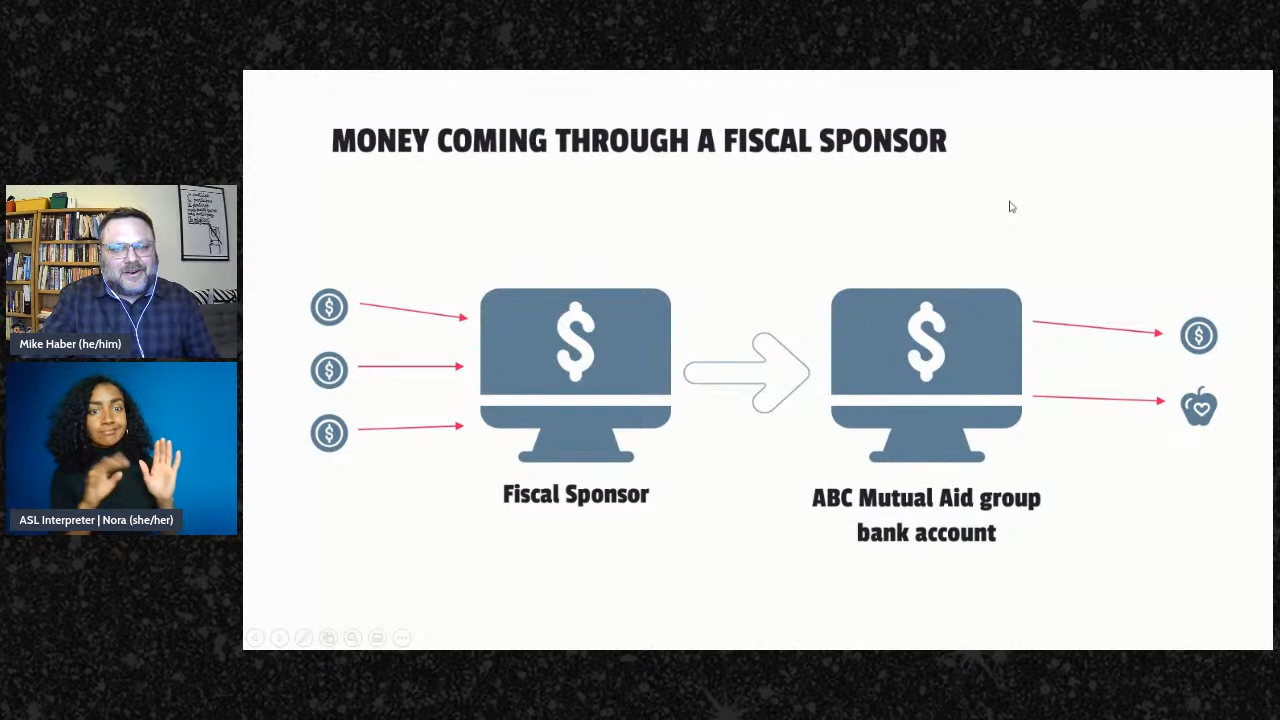 MONEY COMING THROUGH A FISCAL SPONSOR
Mike Haber (he/him)
ASL Interpreter | Nora (she/her)
$
$
$
$
Fiscal Sponsor
$
ABC Mutual Aid group
bank account
$